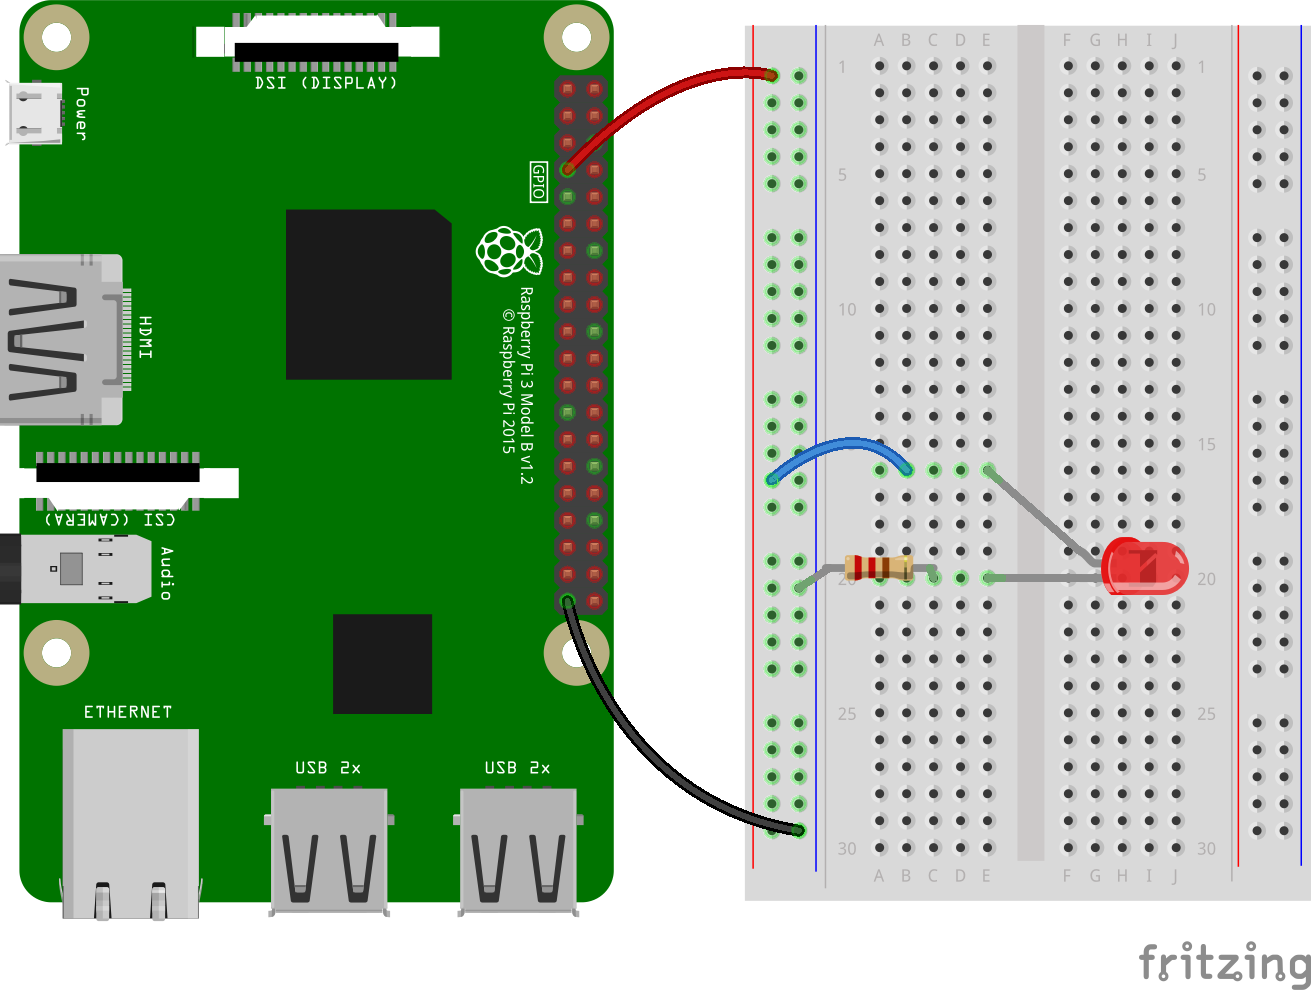 DSI (DISPLAY)
Power
GPIO
Raspberry Pi 3 Model B v1.2
© Raspberry Pi 2015
HDMI
CSI (CAMERA)
Audio
ETHERNET
USB 2x
USB 2x
A B C D E F G H I J
1 1
5 5
10 10
15 15
20 20
25 25
30 30
A B C D E F G H I J
fritzing